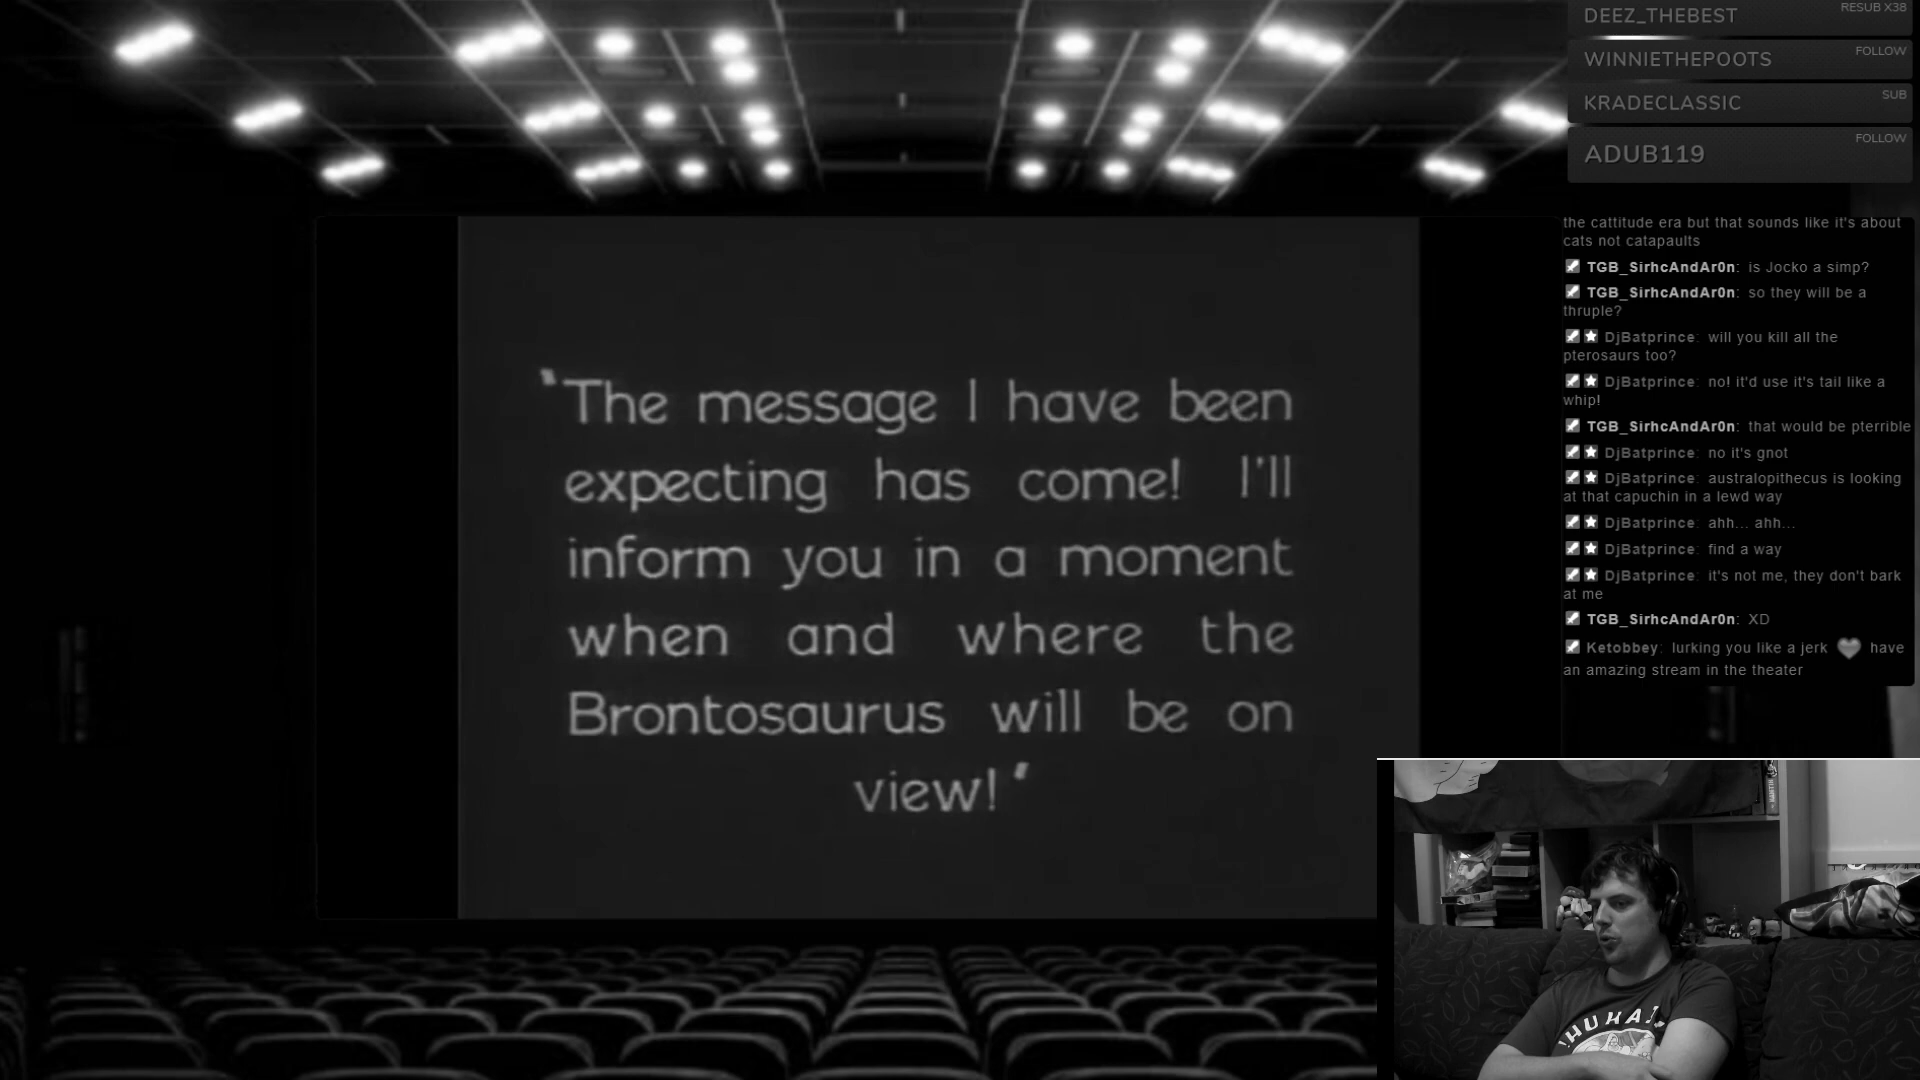 DEEZ_THEBEST RESUB X38
WINNIETHEPOOTS FOLLOW
KRADECLASSIC SUB
ADUB119 FOLLOW
'The message I have been
expecting has come! I'll
inform you in a moment
when and where the
Brontosaurus will be on
view!'
the cattitude era but that sounds like it's about
cats not catapaults
TGB_SirhcAndAr0n: is Jocko a simp?
TGB_SirhcAndAr0n: so they will be a
thruple?
DjBatprince: will you kill all the
pterosaurs too?
DjBatprince: no! it'd use it's tail like a
whip!
TGB_SirhcAndAr0n: that would be pterrible
DjBatprince: no it's gnot
DjBatprince: australopithecus is looking
at that capuchin in a lewd way
DjBatprince: ahh... ahh...
DjBatprince: find a way
DjBatprince: it's not me, they don't bark
at me
TGB_SirhcAndAr0n: XD
Ketobbey: lurking you like a jerk have
an amazing stream in the theater